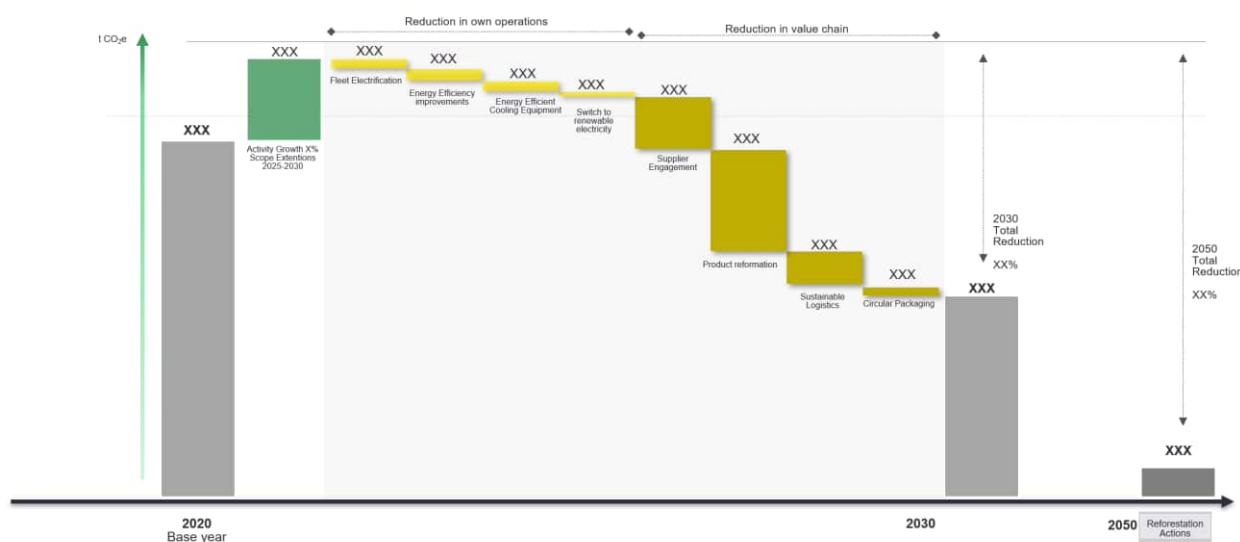 Reduction in own operations
Reduction in value chain
t CO₂e
XXX
XXX
Activity Growth X%
Scope Extentions
2025-2030
XXX
Fleet Electrification
XXX
Energy Efficiency
improvements
XXX
Energy Efficient
Cooling Equipment
XXX
Switch to
renewable
electricity
XXX
Supplier
Engagement
XXX
Product reformation
XXX
Sustainable
Logistics
XXX
Circular Packaging
XXX
2030
Total
Reduction
XX%
2050
Total
Reduction
XX%
XXX
2020
Base year
2030
2050
Reforestation
Actions